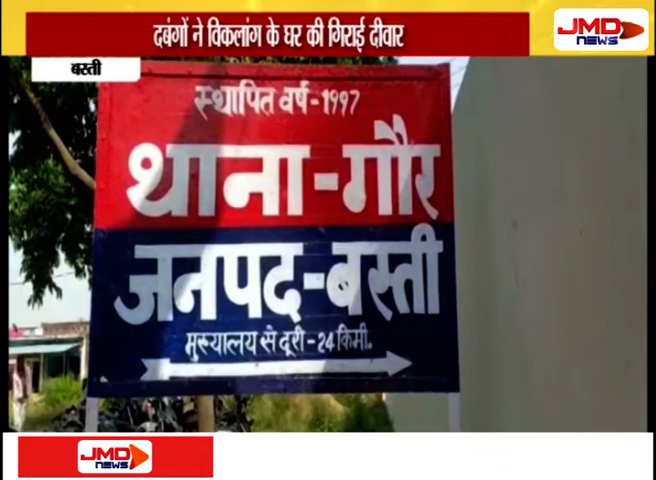 दबंगों ने विकलांग के घर की गिराई दीवार
JMD
NEWS
बस्ती
स्थापित वर्ष-1997
थाना-गौर
जनपद-बस्ती
मुख्यालय से दूरी-24 किमी.
JMD
NEWS